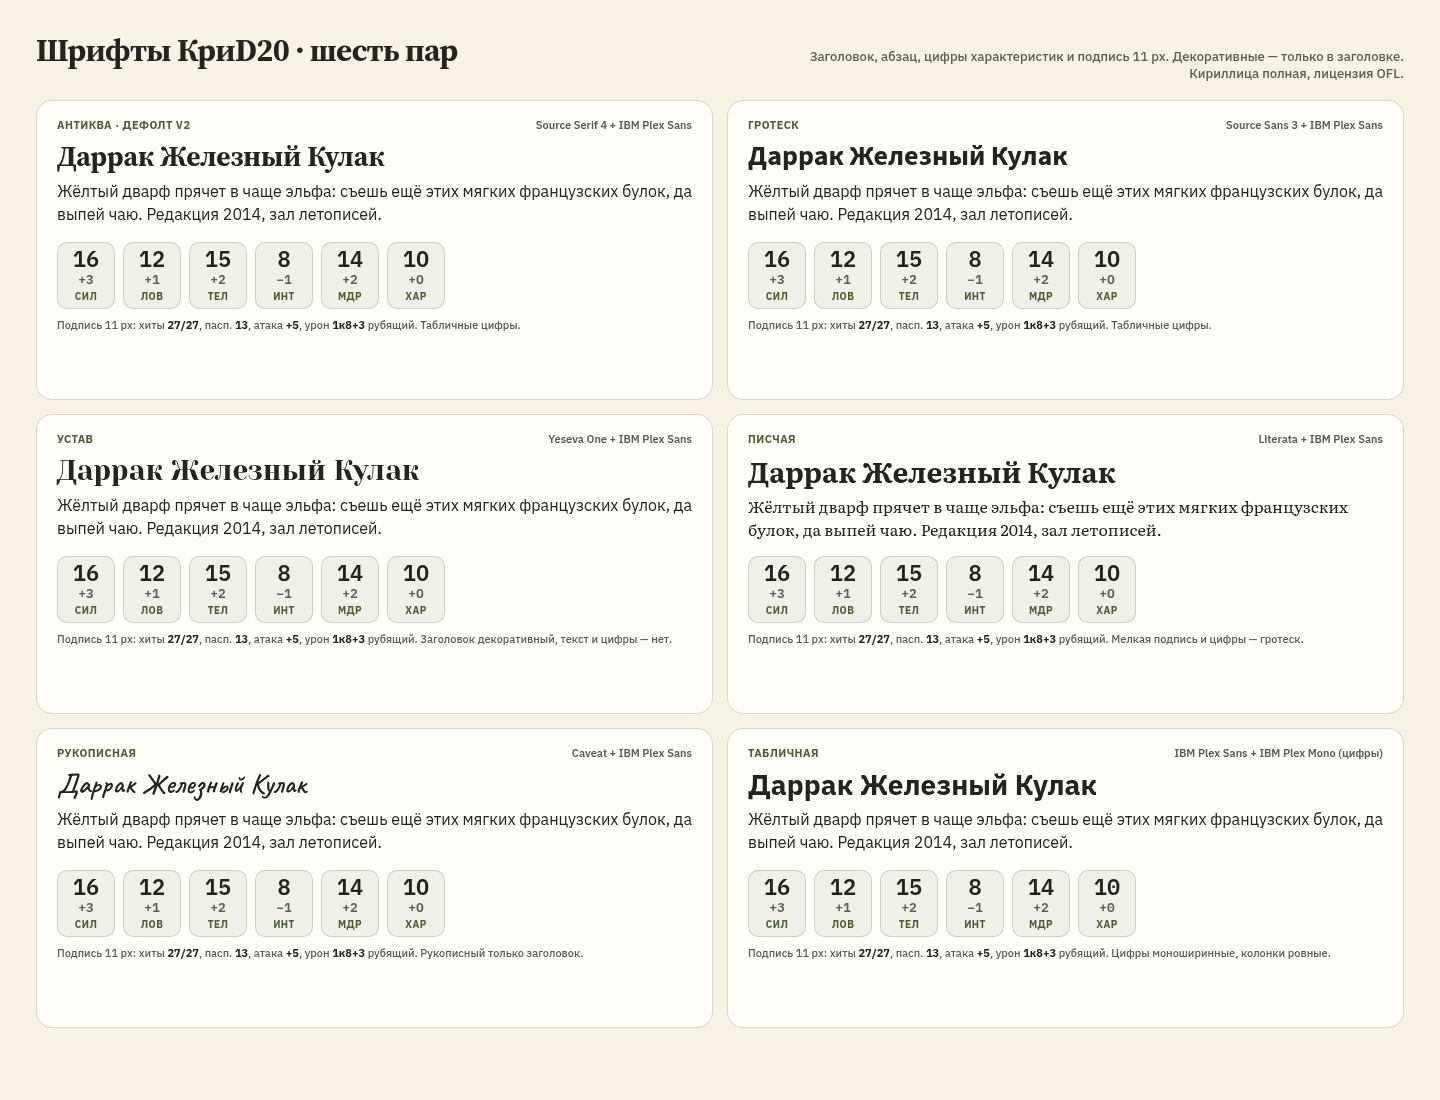 Шрифты КриD20 · шесть пар
Заголовок, абзац, цифры характеристик и подпись 11 px. Декоративные — только в заголовке.
Кириллица полная, лицензия OFL.
АНТИКВА · ДЕФОЛТ V2
Source Serif 4 + IBM Plex Sans
Даррак Железный Кулак
Жёлтый дварф прячет в чаще эльфа: съешь ещё этих мягких французских булок, да
выпей чаю. Редакция 2014, зал летописей.
16 12 15 8 14 10
+3 +1 +2 −1 +2 +0
СИЛ ЛОВ ТЕЛ ИНТ МДР ХАР
Подпись 11 px: хиты 27/27, пасп. 13, атака +5, урон 1к8+3 рубящий. Табличные цифры.
ГРОТЕСК
Source Sans 3 + IBM Plex Sans
Даррак Железный Кулак
Жёлтый дварф прячет в чаще эльфа: съешь ещё этих мягких французских булок, да
выпей чаю. Редакция 2014, зал летописей.
16 12 15 8 14 10
+3 +1 +2 −1 +2 +0
СИЛ ЛОВ ТЕЛ ИНТ МДР ХАР
Подпись 11 px: хиты 27/27, пасп. 13, атака +5, урон 1к8+3 рубящий. Табличные цифры.
УСТАВ
Yeseva One + IBM Plex Sans
Даррак Железный Кулак
Жёлтый дварф прячет в чаще эльфа: съешь ещё этих мягких французских булок, да
выпей чаю. Редакция 2014, зал летописей.
16 12 15 8 14 10
+3 +1 +2 −1 +2 +0
СИЛ ЛОВ ТЕЛ ИНТ МДР ХАР
Подпись 11 px: хиты 27/27, пасп. 13, атака +5, урон 1к8+3 рубящий. Заголовок декоративный, текст и цифры — нет.
ПИСЧАЯ
Literata + IBM Plex Sans
Даррак Железный Кулак
Жёлтый дварф прячет в чаще эльфа: съешь ещё этих мягких французских
булок, да выпей чаю. Редакция 2014, зал летописей.
16 12 15 8 14 10
+3 +1 +2 −1 +2 +0
СИЛ ЛОВ ТЕЛ ИНТ МДР ХАР
Подпись 11 px: хиты 27/27, пасп. 13, атака +5, урон 1к8+3 рубящий. Мелкая подпись и цифры — гротеск.
РУКОПИСНАЯ
Caveat + IBM Plex Sans
Даррак Железный Кулак
Жёлтый дварф прячет в чаще эльфа: съешь ещё этих мягких французских булок, да
выпей чаю. Редакция 2014, зал летописей.
16 12 15 8 14 10
+3 +1 +2 −1 +2 +0
СИЛ ЛОВ ТЕЛ ИНТ МДР ХАР
Подпись 11 px: хиты 27/27, пасп. 13, атака +5, урон 1к8+3 рубящий. Рукописный только заголовок.
ТАБЛИЧНАЯ
IBM Plex Sans + IBM Plex Mono (цифры)
Даррак Железный Кулак
Жёлтый дварф прячет в чаще эльфа: съешь ещё этих мягких французских булок, да
выпей чаю. Редакция 2014, зал летописей.
16 12 15 8 14 10
+3 +1 +2 −1 +2 +0
СИЛ ЛОВ ТЕЛ ИНТ МДР ХАР
Подпись 11 px: хиты 27/27, пасп. 13, атака +5, урон 1к8+3 рубящий. Цифры моноширинные, колонки ровные.